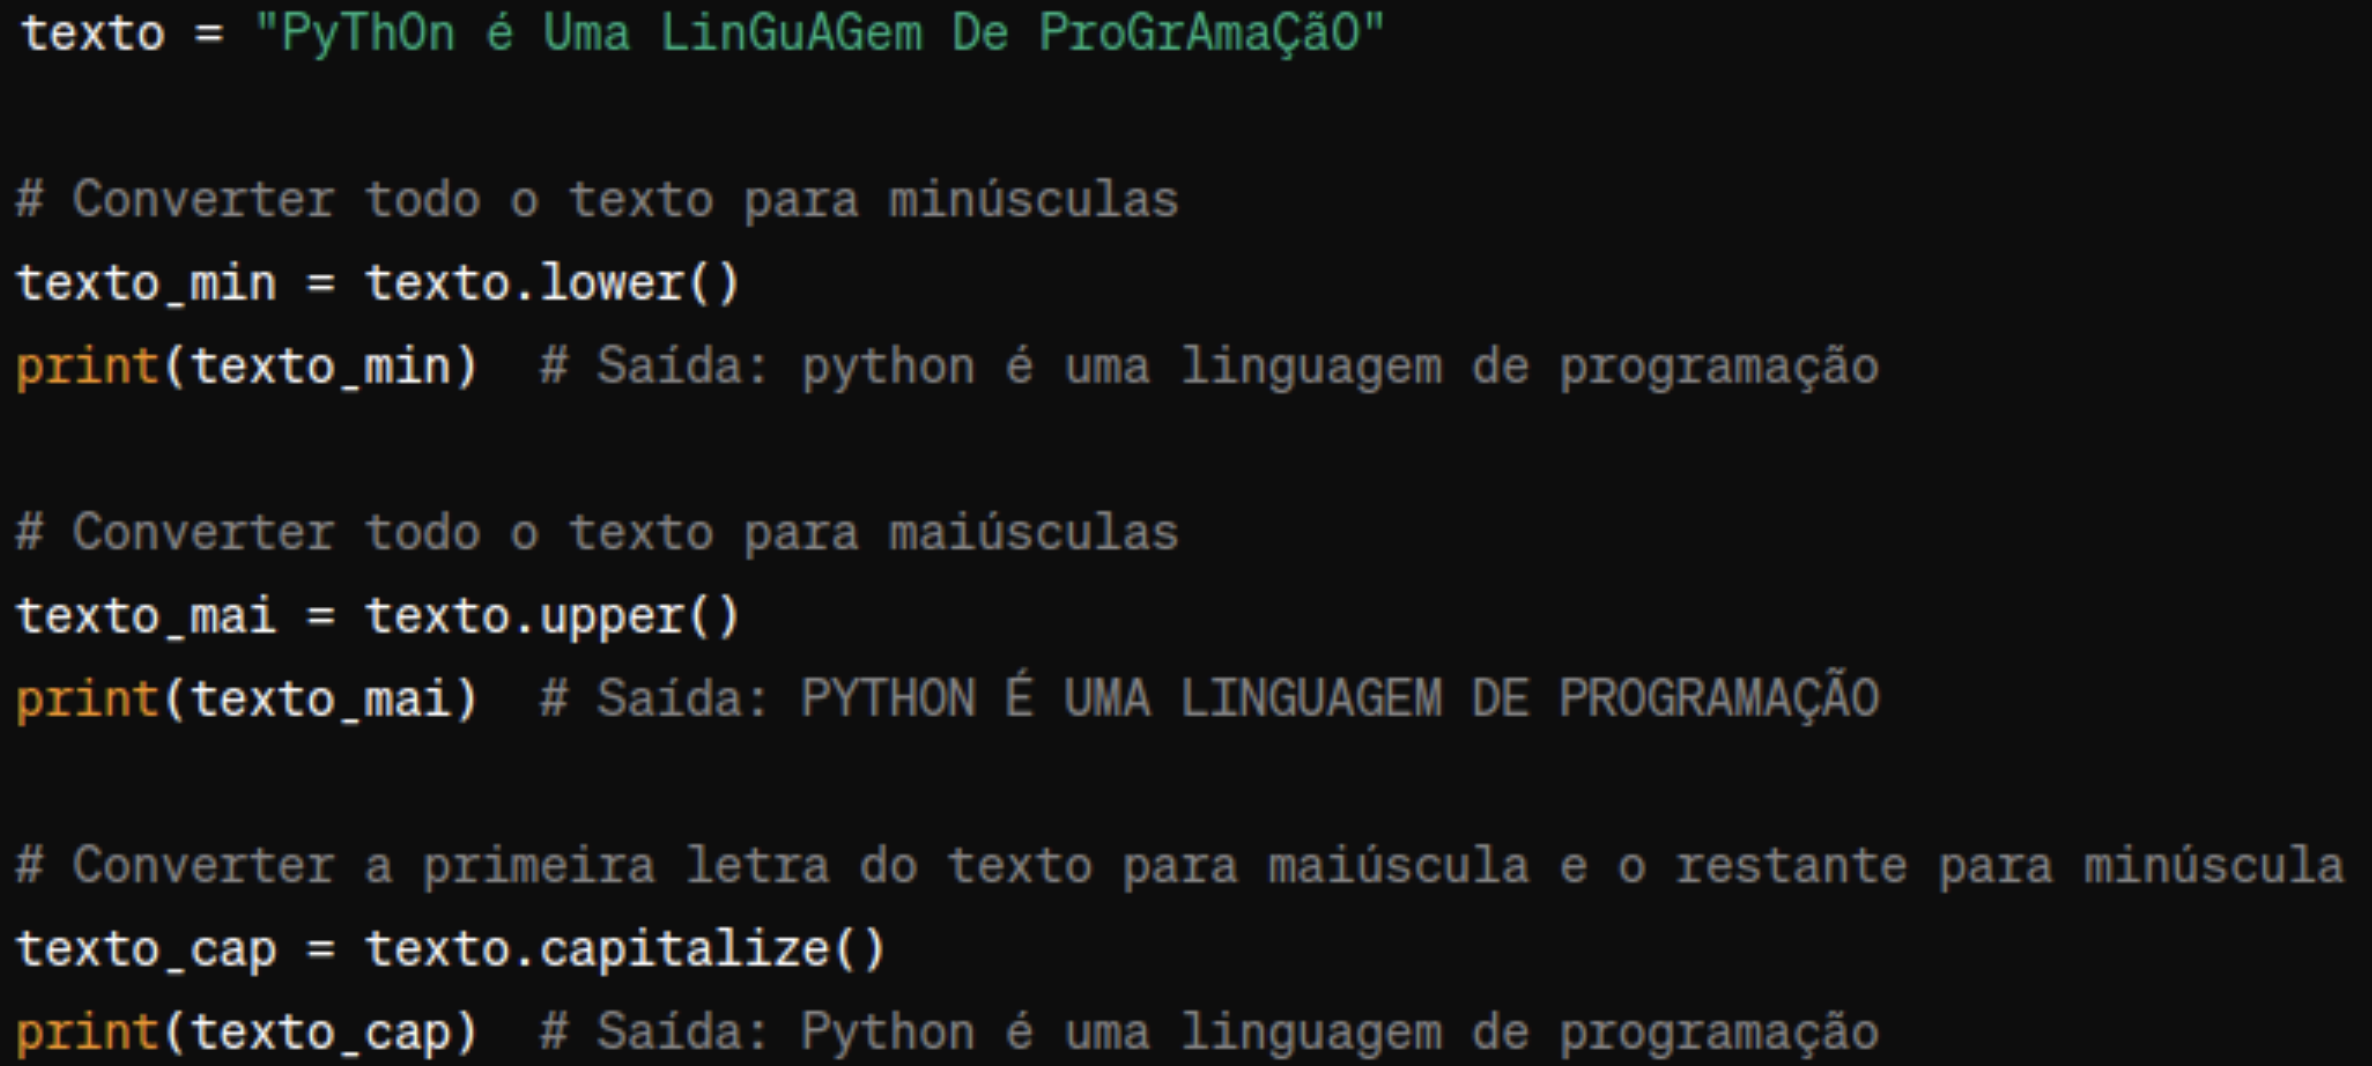 texto = "PyThOn é Uma LinGuAGem De ProGrAmaÇãO"
# Converter todo o texto para minúsculas
texto_min = texto.lower()
print(texto_min)  # Saída: python é uma linguagem de programação
# Converter todo o texto para maiúsculas
texto_mai = texto.upper()
print(texto_mai)  # Saída: PYTHON É UMA LINGUAGEM DE PROGRAMAÇÃO
# Converter a primeira letra do texto para maiúscula e o restante para minúscula
texto_cap = texto.capitalize()
print(texto_cap)  # Saída: Python é uma linguagem de programação